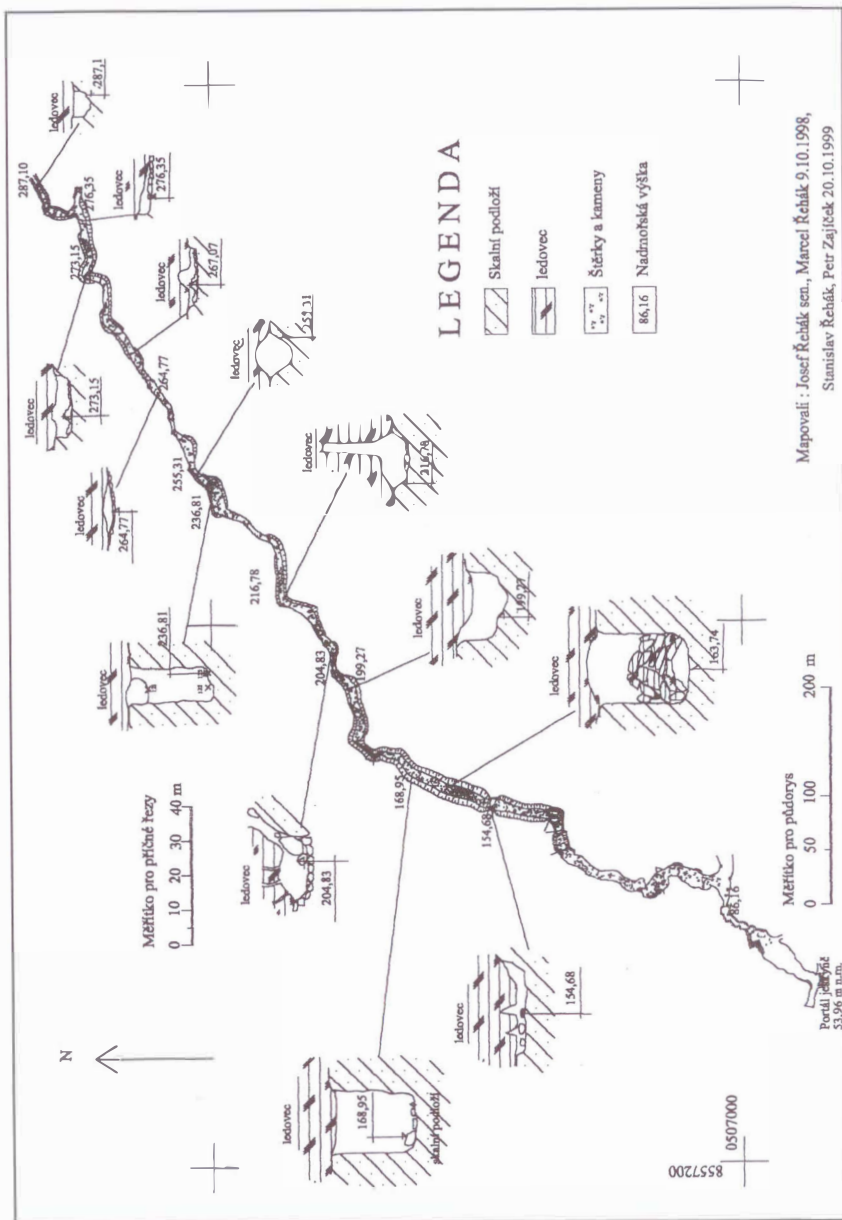 N
8557200
0507000
Portál jeskyně
53,96 m n.m.
86,16
154,68
168,95
199,27
204,83
216,78
236,81
255,31
264,77
273,15
276,35
287,10
ledovec
168,95
skalní podloží
ledovec
154,68
ledovec
204,83
ledovec
236,81
ledovec
264,77
ledovec
273,15
ledovec
287,1
ledovec
276,35
ledovec
267,07
ledovec
ledovec
216,78
ledovec
199,27
ledovec
163,74
Měřítko pro příčné řezy
0 10 20 30 40 m
Měřítko pro půdorys
0 50 100 200 m
LEGENDA
Skalní podloží
ledovec
Štěrky a kameny
86,16 Nadmořská výška
Mapovali : Josef Řehák sen., Marcel Řehák 9.10.1998,
Stanislav Řehák, Petr Zajíček 20.10.1999